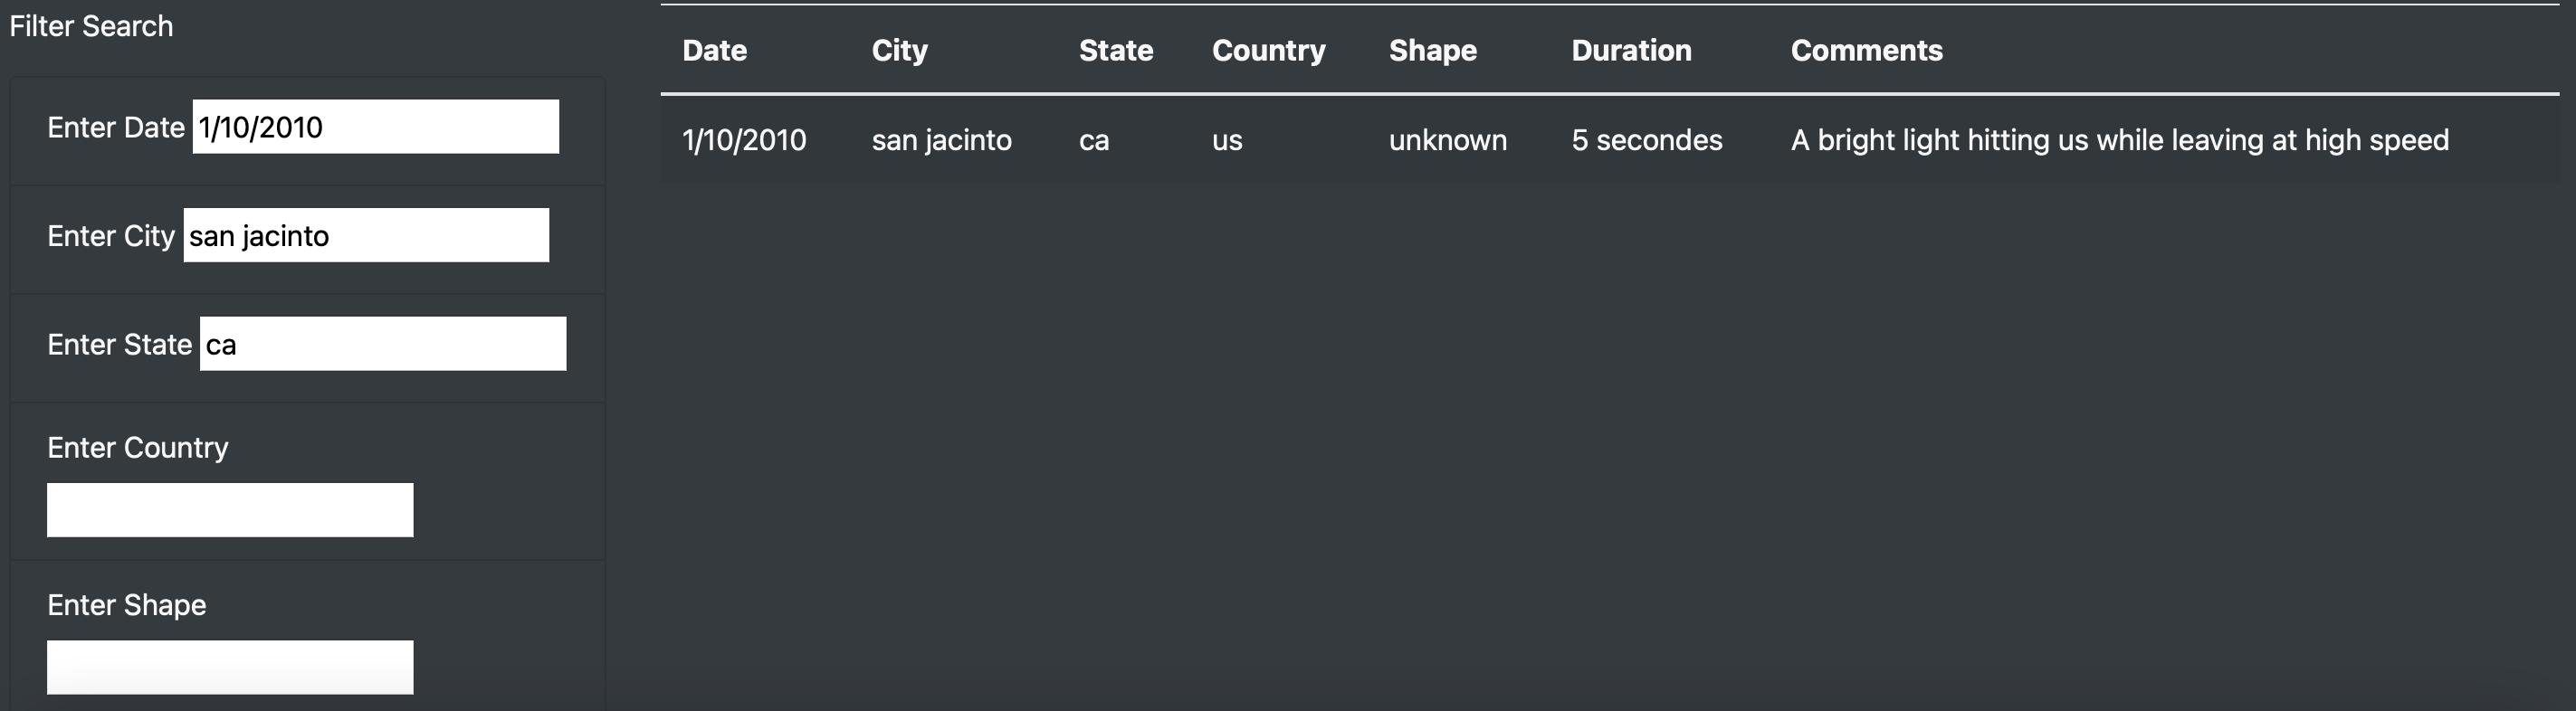 Filter Search
Enter Date 1/10/2010
Enter City san jacinto
Enter State ca
Enter Country
Enter Shape
Date City State Country Shape Duration Comments
1/10/2010 san jacinto ca us unknown 5 secondes A bright light hitting us while leaving at high speed